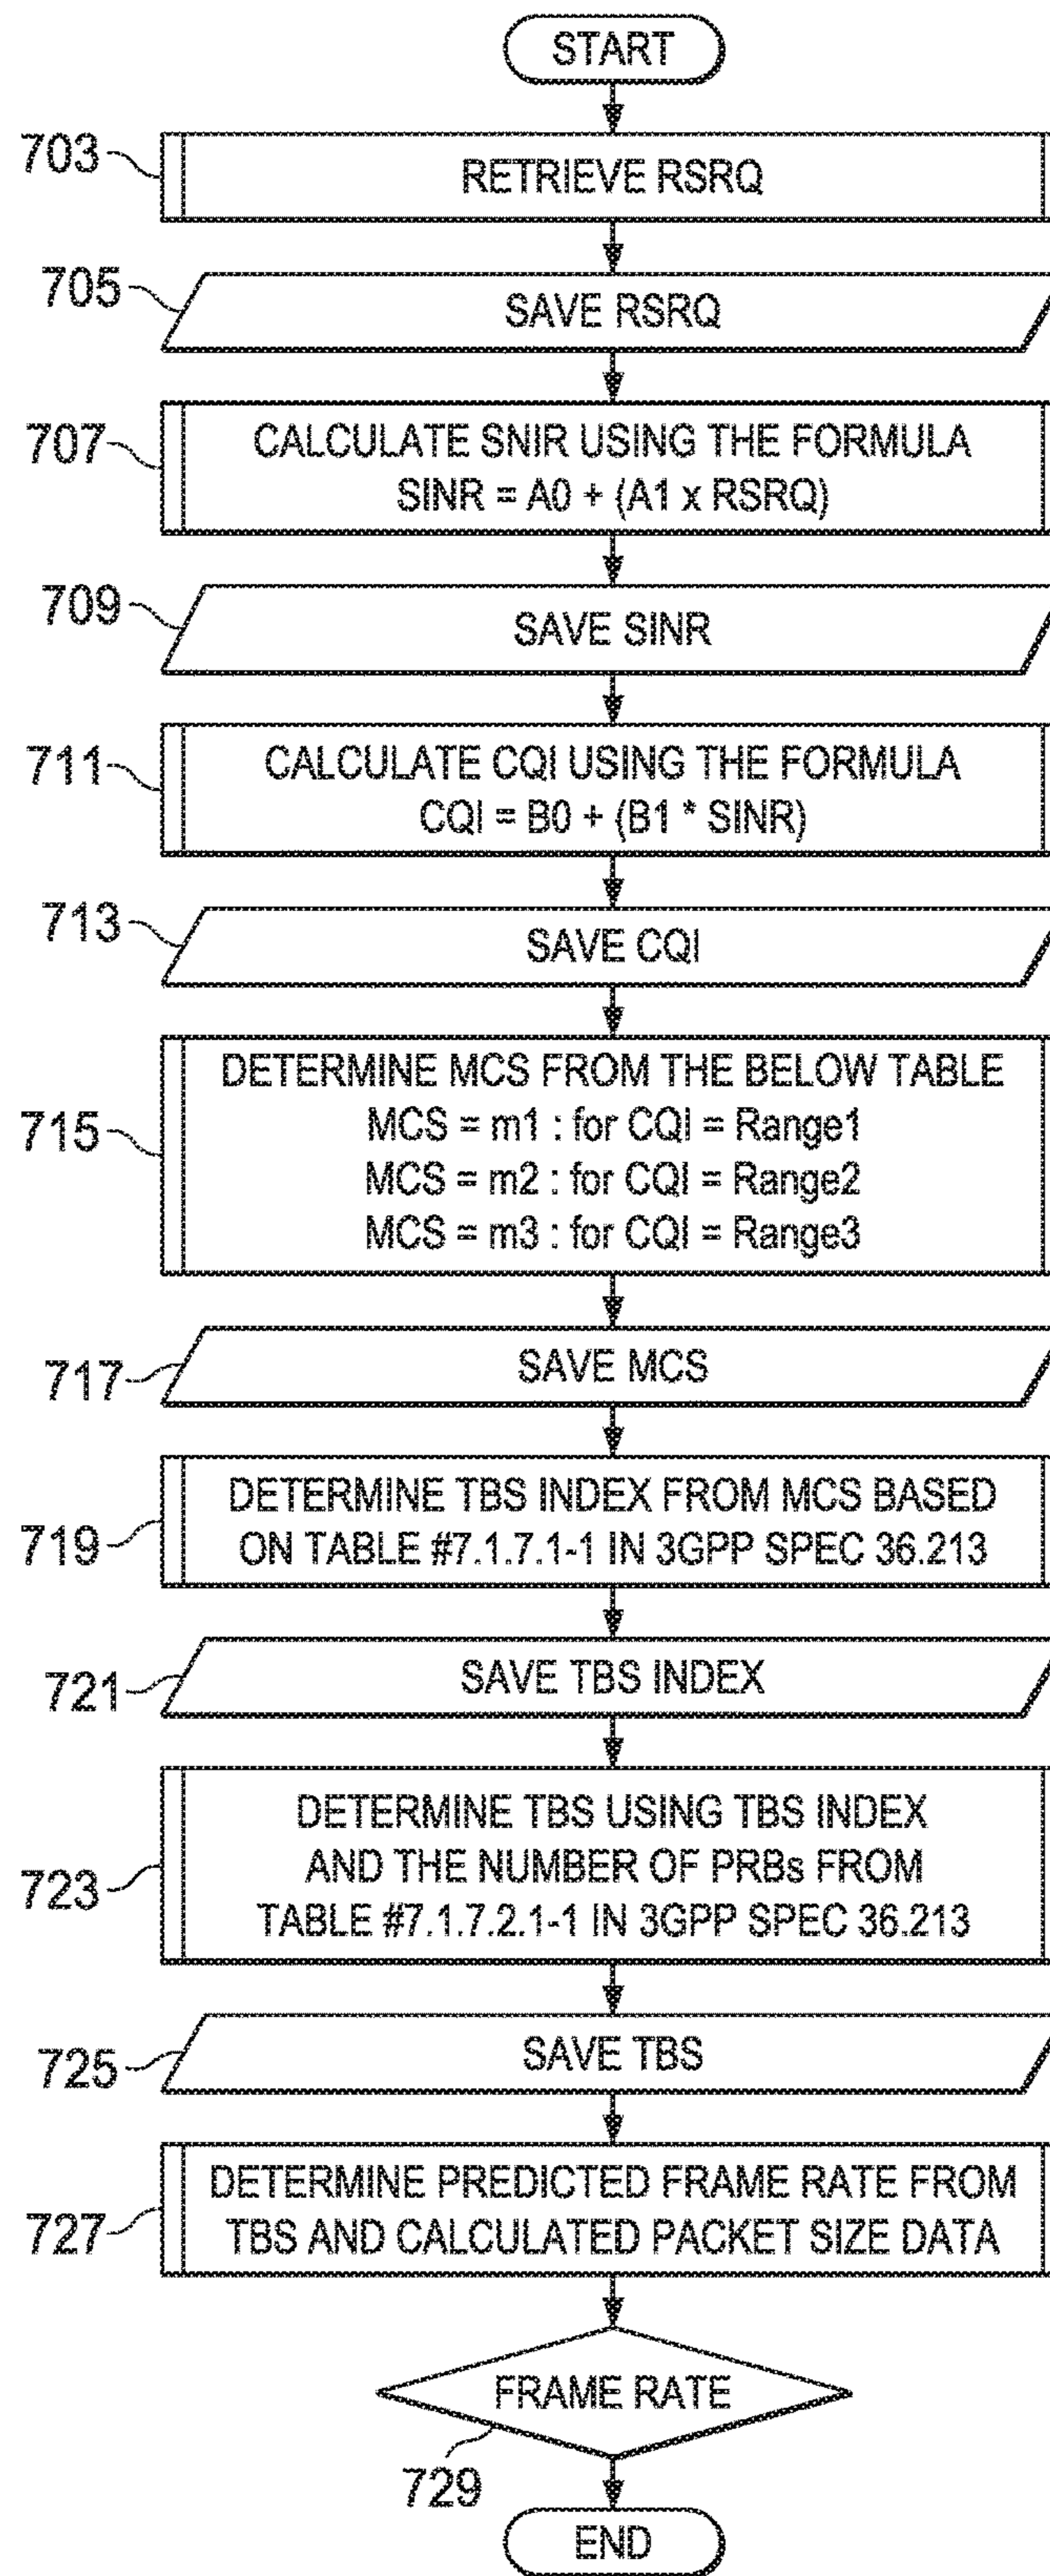 START
703
RETRIEVE RSRQ
705
SAVE RSRQ
707
CALCULATE SNIR USING THE FORMULA
SINR = A0 + (A1 x RSRQ)
709
SAVE SINR
711
CALCULATE CQI USING THE FORMULA
CQI = B0 + (B1 * SINR)
713
SAVE CQI
715
DETERMINE MCS FROM THE BELOW TABLE
MCS = m1 : for CQI = Range1
MCS = m2 : for CQI = Range2
MCS = m3 : for CQI = Range3
717
SAVE MCS
719
DETERMINE TBS INDEX FROM MCS BASED
ON TABLE #7.1.7.1-1 IN 3GPP SPEC 36.213
721
SAVE TBS INDEX
723
DETERMINE TBS USING TBS INDEX
AND THE NUMBER OF PRBs FROM
TABLE #7.1.7.2.1-1 IN 3GPP SPEC 36.213
725
SAVE TBS
727
DETERMINE PREDICTED FRAME RATE FROM
TBS AND CALCULATED PACKET SIZE DATA
FRAME RATE
729
END